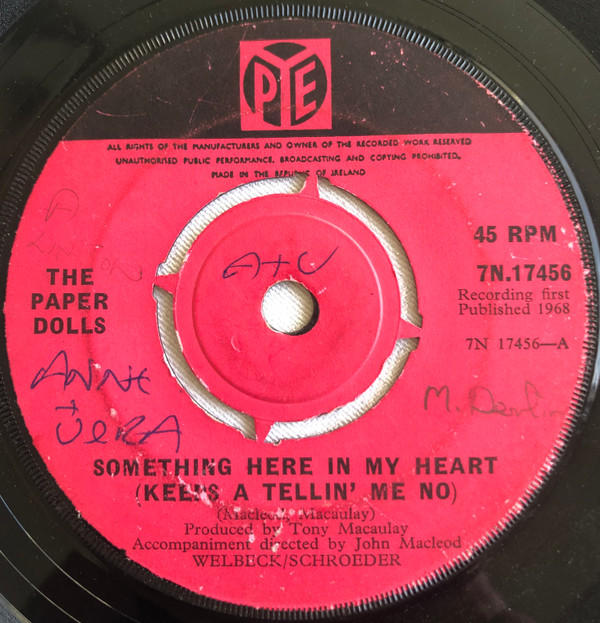 PYE
ALL RIGHTS OF THE MANUFACTURERS AND OWNER OF THE RECORDED WORK RESERVED
UNAUTHORISED PUBLIC PERFORMANCE, BROADCASTING AND COPYING PROHIBITED.
MADE IN THE REPUBLIC OF IRELAND
A+V
45 RPM
7N.17456
Recording first
Published 1968
7N 17456—A
THE
PAPER
DOLLS
ANNE
+
VERA
M. Devlin
SOMETHING HERE IN MY HEART
(KEEPS A TELLIN' ME NO)
(Macleod, Macaulay)
Produced by Tony Macaulay
Accompaniment directed by John Macleod
WELBECK/SCHROEDER